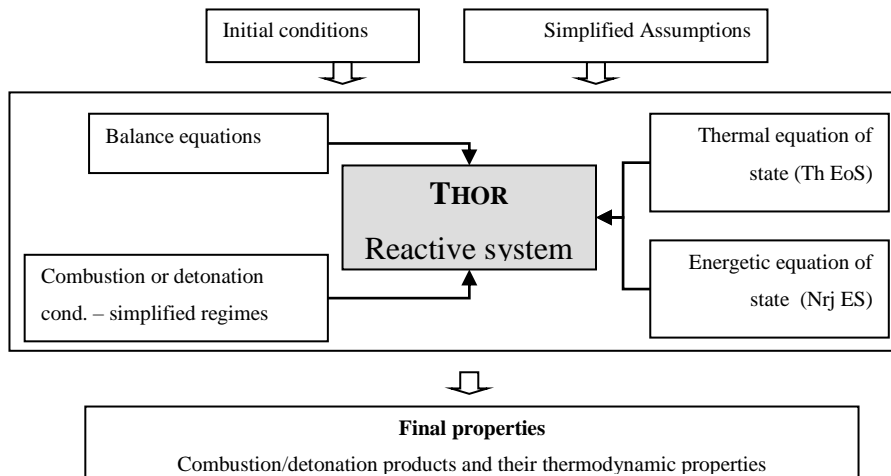 Initial conditions
Simplified Assumptions
Balance equations
Thermal equation of
state (Th EoS)
THOR
Reactive system
Combustion or detonation
cond. – simplified regimes
Energetic equation of
state (Nrj ES)
Final properties
Combustion/detonation products and their thermodynamic properties